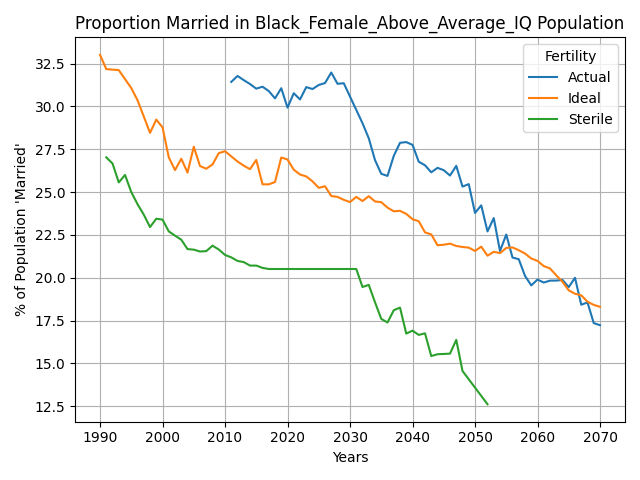 Proportion Married in Black_Female_Above_Average_IQ Population
% of Population 'Married'
32.5
30.0
27.5
25.0
22.5
20.0
17.5
15.0
12.5
Fertility
Actual
Ideal
Sterile
1990 2000 2010 2020 2030 2040 2050 2060 2070
Years